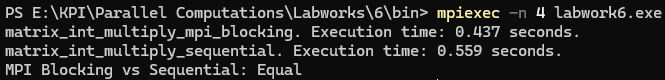 PS E:\KPI\Parallel Computations\Labworks\6\bin> mpiexec -n 4 labwork6.exe
matrix_int_multiply_mpi_blocking. Execution time: 0.437 seconds.
matrix_int_multiply_sequential. Execution time: 0.559 seconds.
MPI Blocking vs Sequential: Equal